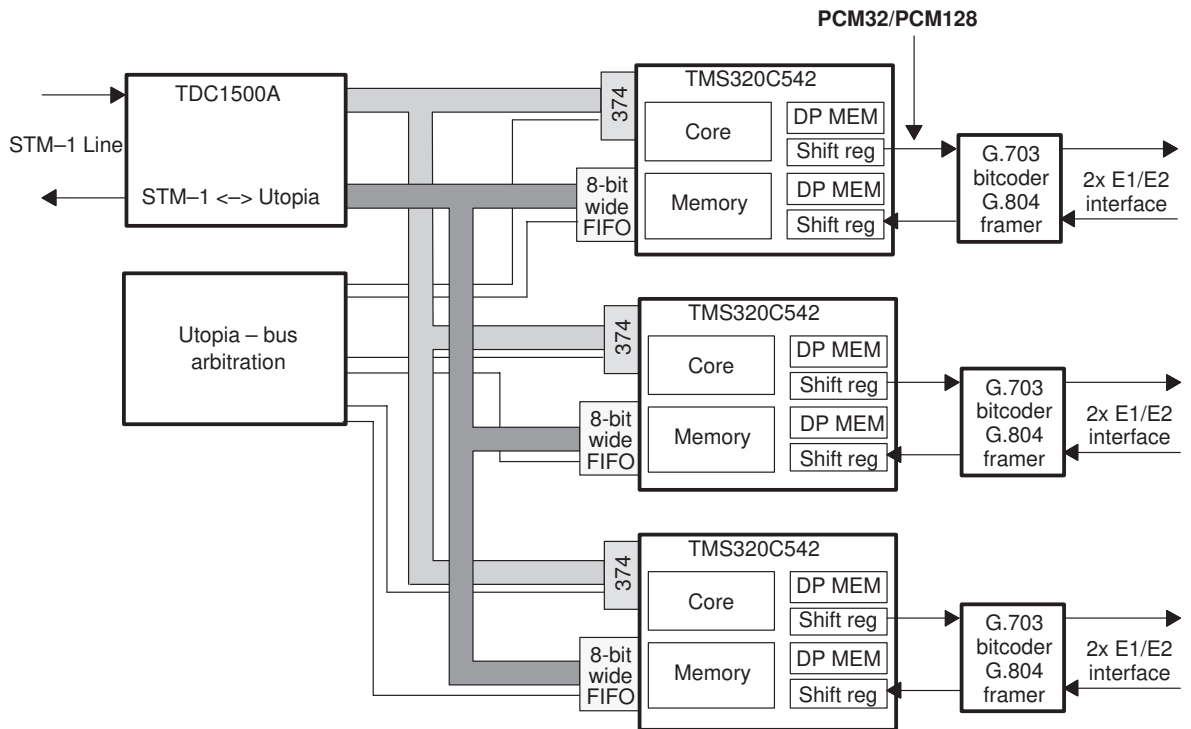 PCM32/PCM128
TDC1500A
STM–1 Line
STM–1 <–> Utopia
374
8-bit
wide
FIFO
TMS320C542
Core
Memory
DP MEM
Shift reg
DP MEM
Shift reg
G.703
bitcoder
G.804
framer
2x E1/E2
interface
Utopia – bus
arbitration
374
8-bit
wide
FIFO
TMS320C542
Core
Memory
DP MEM
Shift reg
DP MEM
Shift reg
G.703
bitcoder
G.804
framer
2x E1/E2
interface
374
8-bit
wide
FIFO
TMS320C542
Core
Memory
DP MEM
Shift reg
DP MEM
Shift reg
G.703
bitcoder
G.804
framer
2x E1/E2
interface